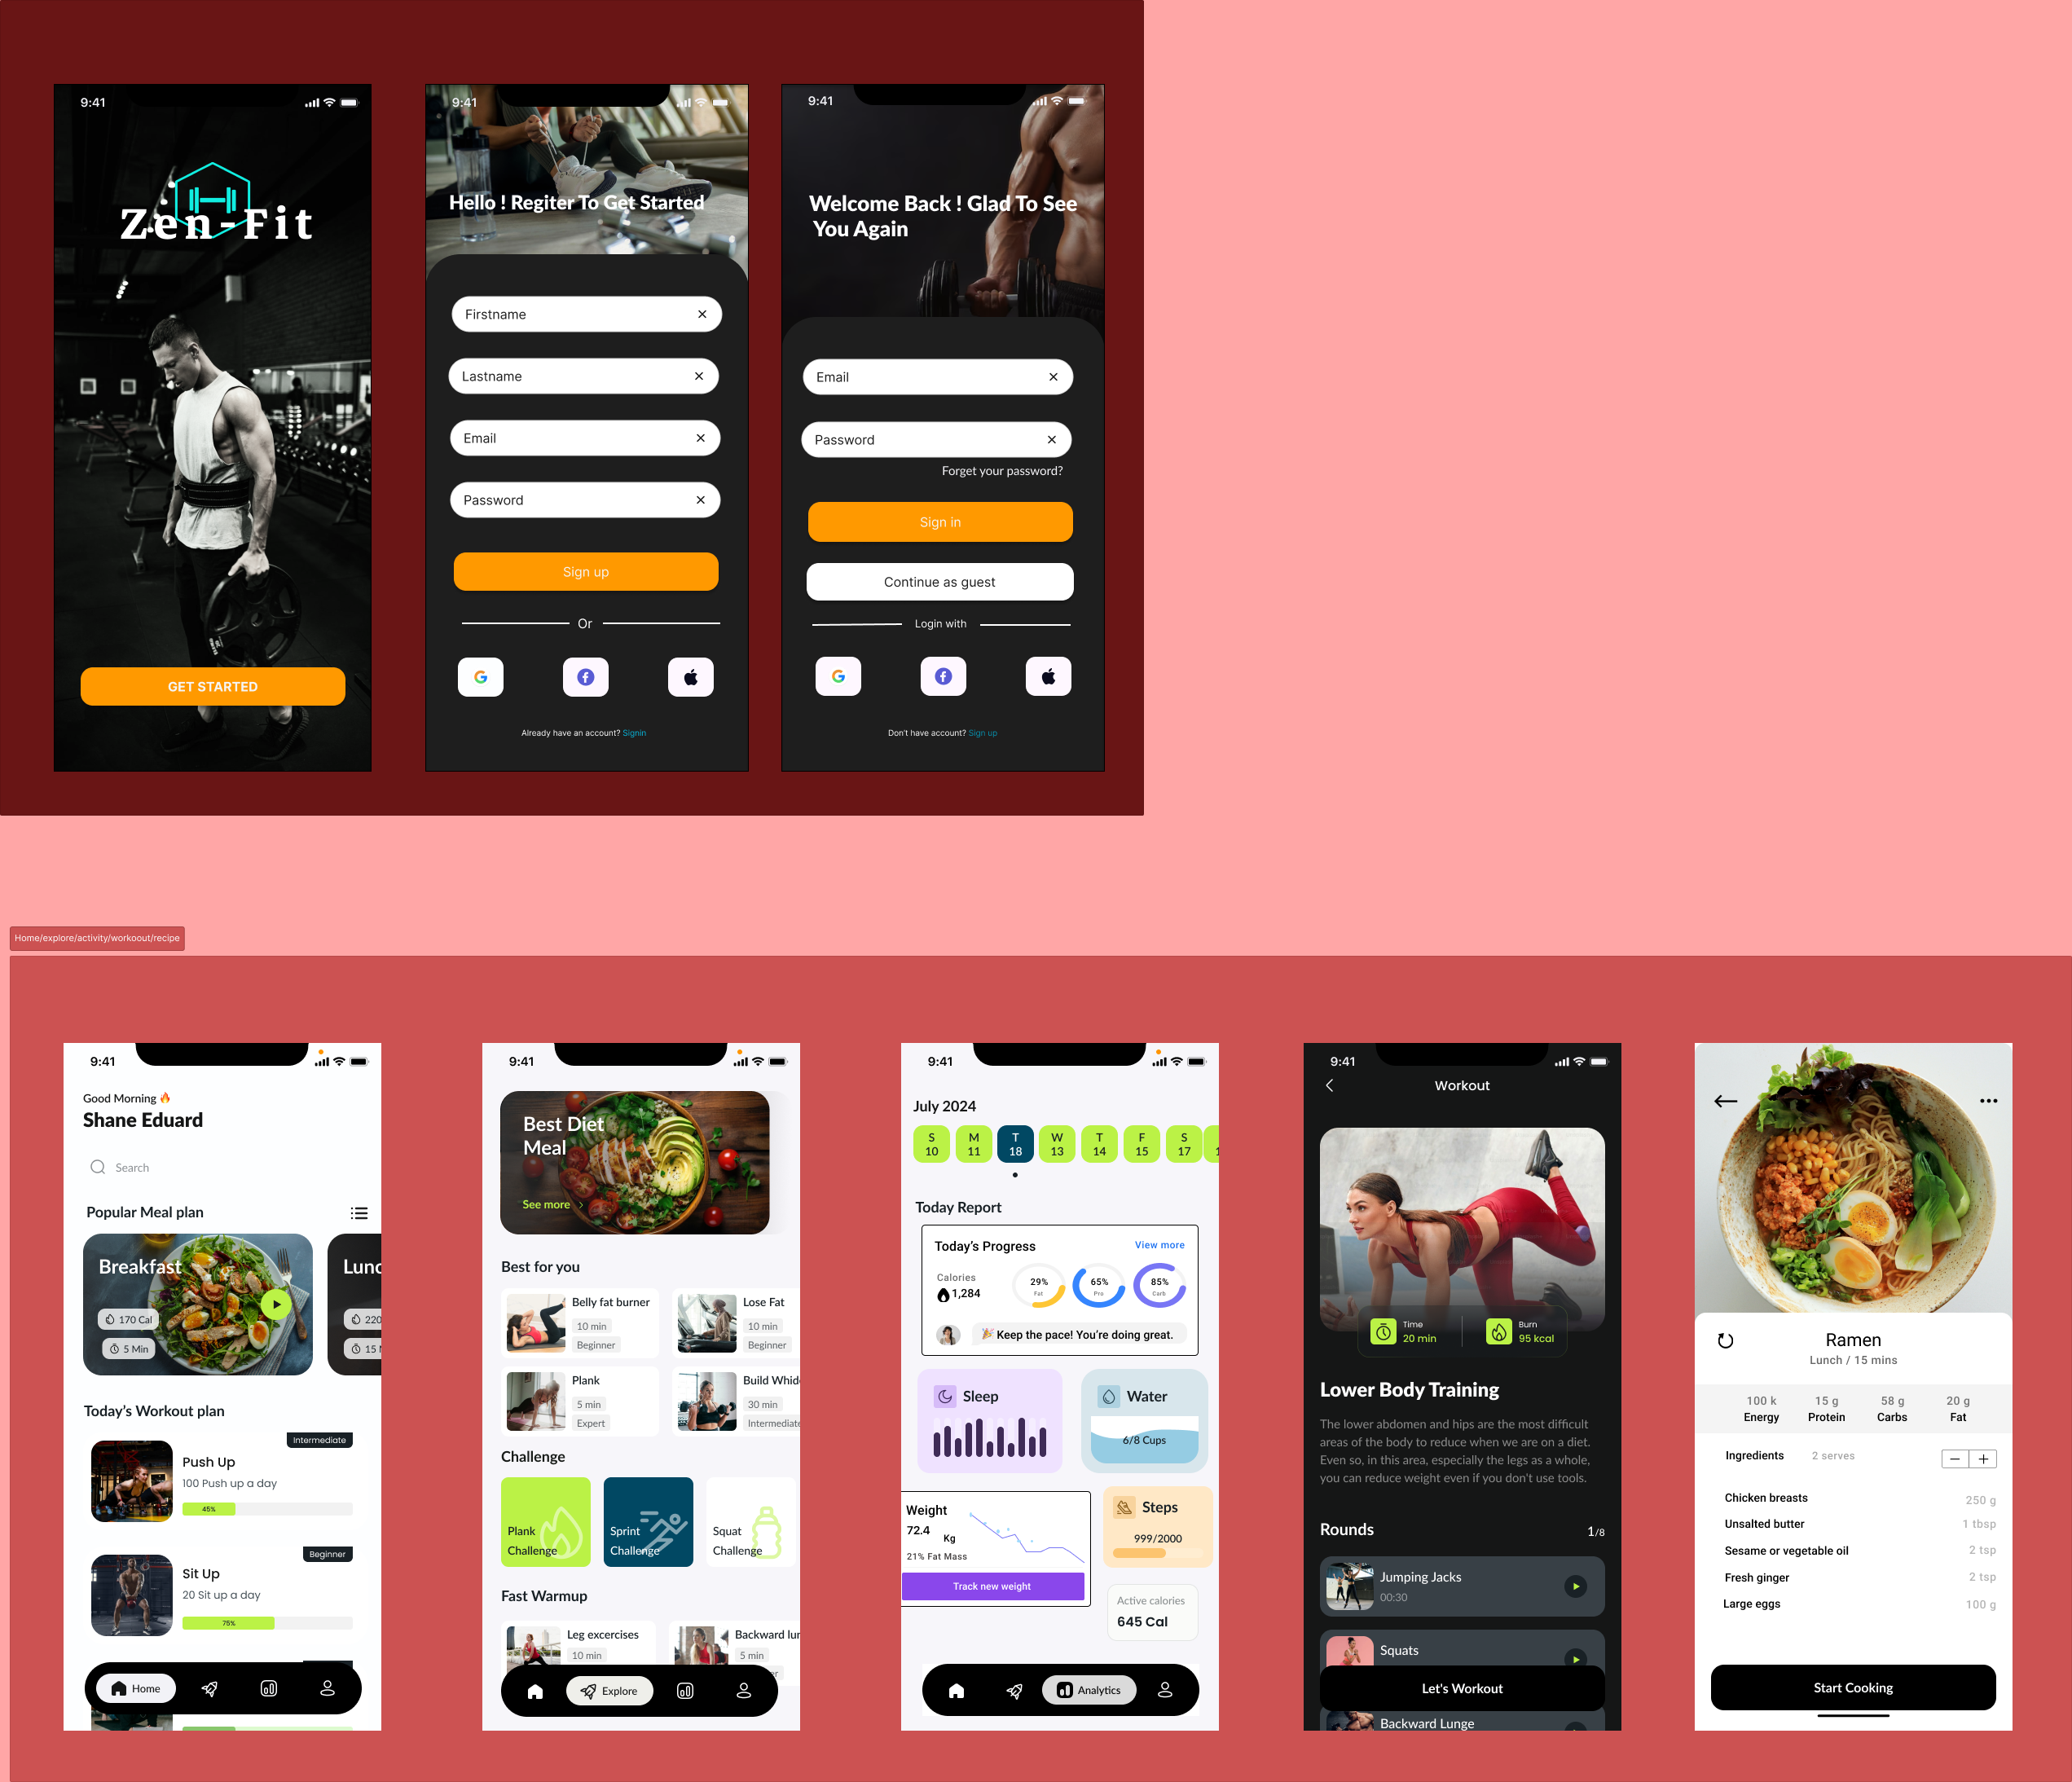 9:41
Zen-Fit
GET STARTED
9:41
Hello ! Regiter To Get Started
Firstname
Lastname
Email
Password
Sign up
Or
Already have an account? Signin
9:41
Welcome Back ! Glad To See
You Again
Email
Password
Forget your password?
Sign in
Continue as guest
Login with
Don't have account? Sign up
Home/explore/activity/workoout/recipe
9:41
Good Morning 🔥
Shane Eduard
Search
Popular Meal plan
Breakfast
170 Cal
5 Min
Lunc
220
15 M
Today's Workout plan
Intermediate
Push Up
100 Push up a day
45%
Beginner
Sit Up
20 Sit up a day
75%
Home
9:41
Best Diet
Meal
See more
Best for you
Belly fat burner
10 min
Beginner
Lose Fat
10 min
Beginner
Plank
5 min
Expert
Build Whid
30 min
Intermediate
Challenge
Plank
Challenge
Sprint
Challenge
Squat
Challenge
Fast Warmup
Leg excercises
10 min
Backward lun
5 min
Explore
9:41
July 2024
S M T W T F S
10 11 18 13 14 15 17 1
Today Report
Today's Progress
View more
Calories
1,284
29%
Fat
65%
Pro
85%
Carb
🎉 Keep the pace! You're doing great.
Sleep
Water
6/8 Cups
Weight
72.4 Kg
21% Fat Mass
Track new weight
Steps
999/2000
Active calories
645 Cal
Analytics
9:41
Workout
Time
20 min
Burn
95 kcal
Lower Body Training
The lower abdomen and hips are the most difficult
areas of the body to reduce when we are on a diet.
Even so, in this area, especially the legs as a whole,
you can reduce weight even if you don't use tools.
Rounds
1/8
Jumping Jacks
00:30
Squats
Let's Workout
Backward Lunge
Ramen
Lunch / 15 mins
100 k 15 g 58 g 20 g
Energy Protein Carbs Fat
Ingredients 2 serves
Chicken breasts 250 g
Unsalted butter 1 tbsp
Sesame or vegetable oil 2 tsp
Fresh ginger 2 tsp
Large eggs 100 g
Start Cooking